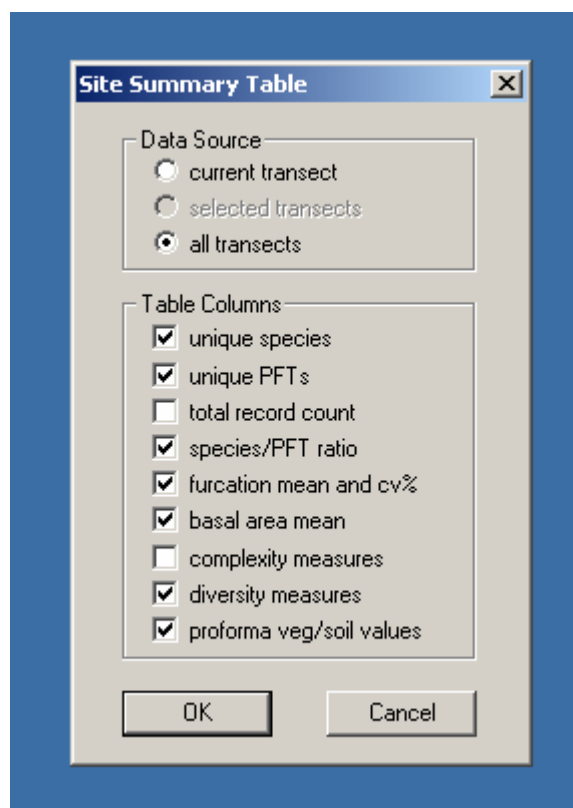 Site Summary Table
Data Source
current transect
selected transects
all transects
Table Columns
unique species
unique PFTs
total record count
species/PFT ratio
furcation mean and cv%
basal area mean
complexity measures
diversity measures
proforma veg/soil values
OK Cancel